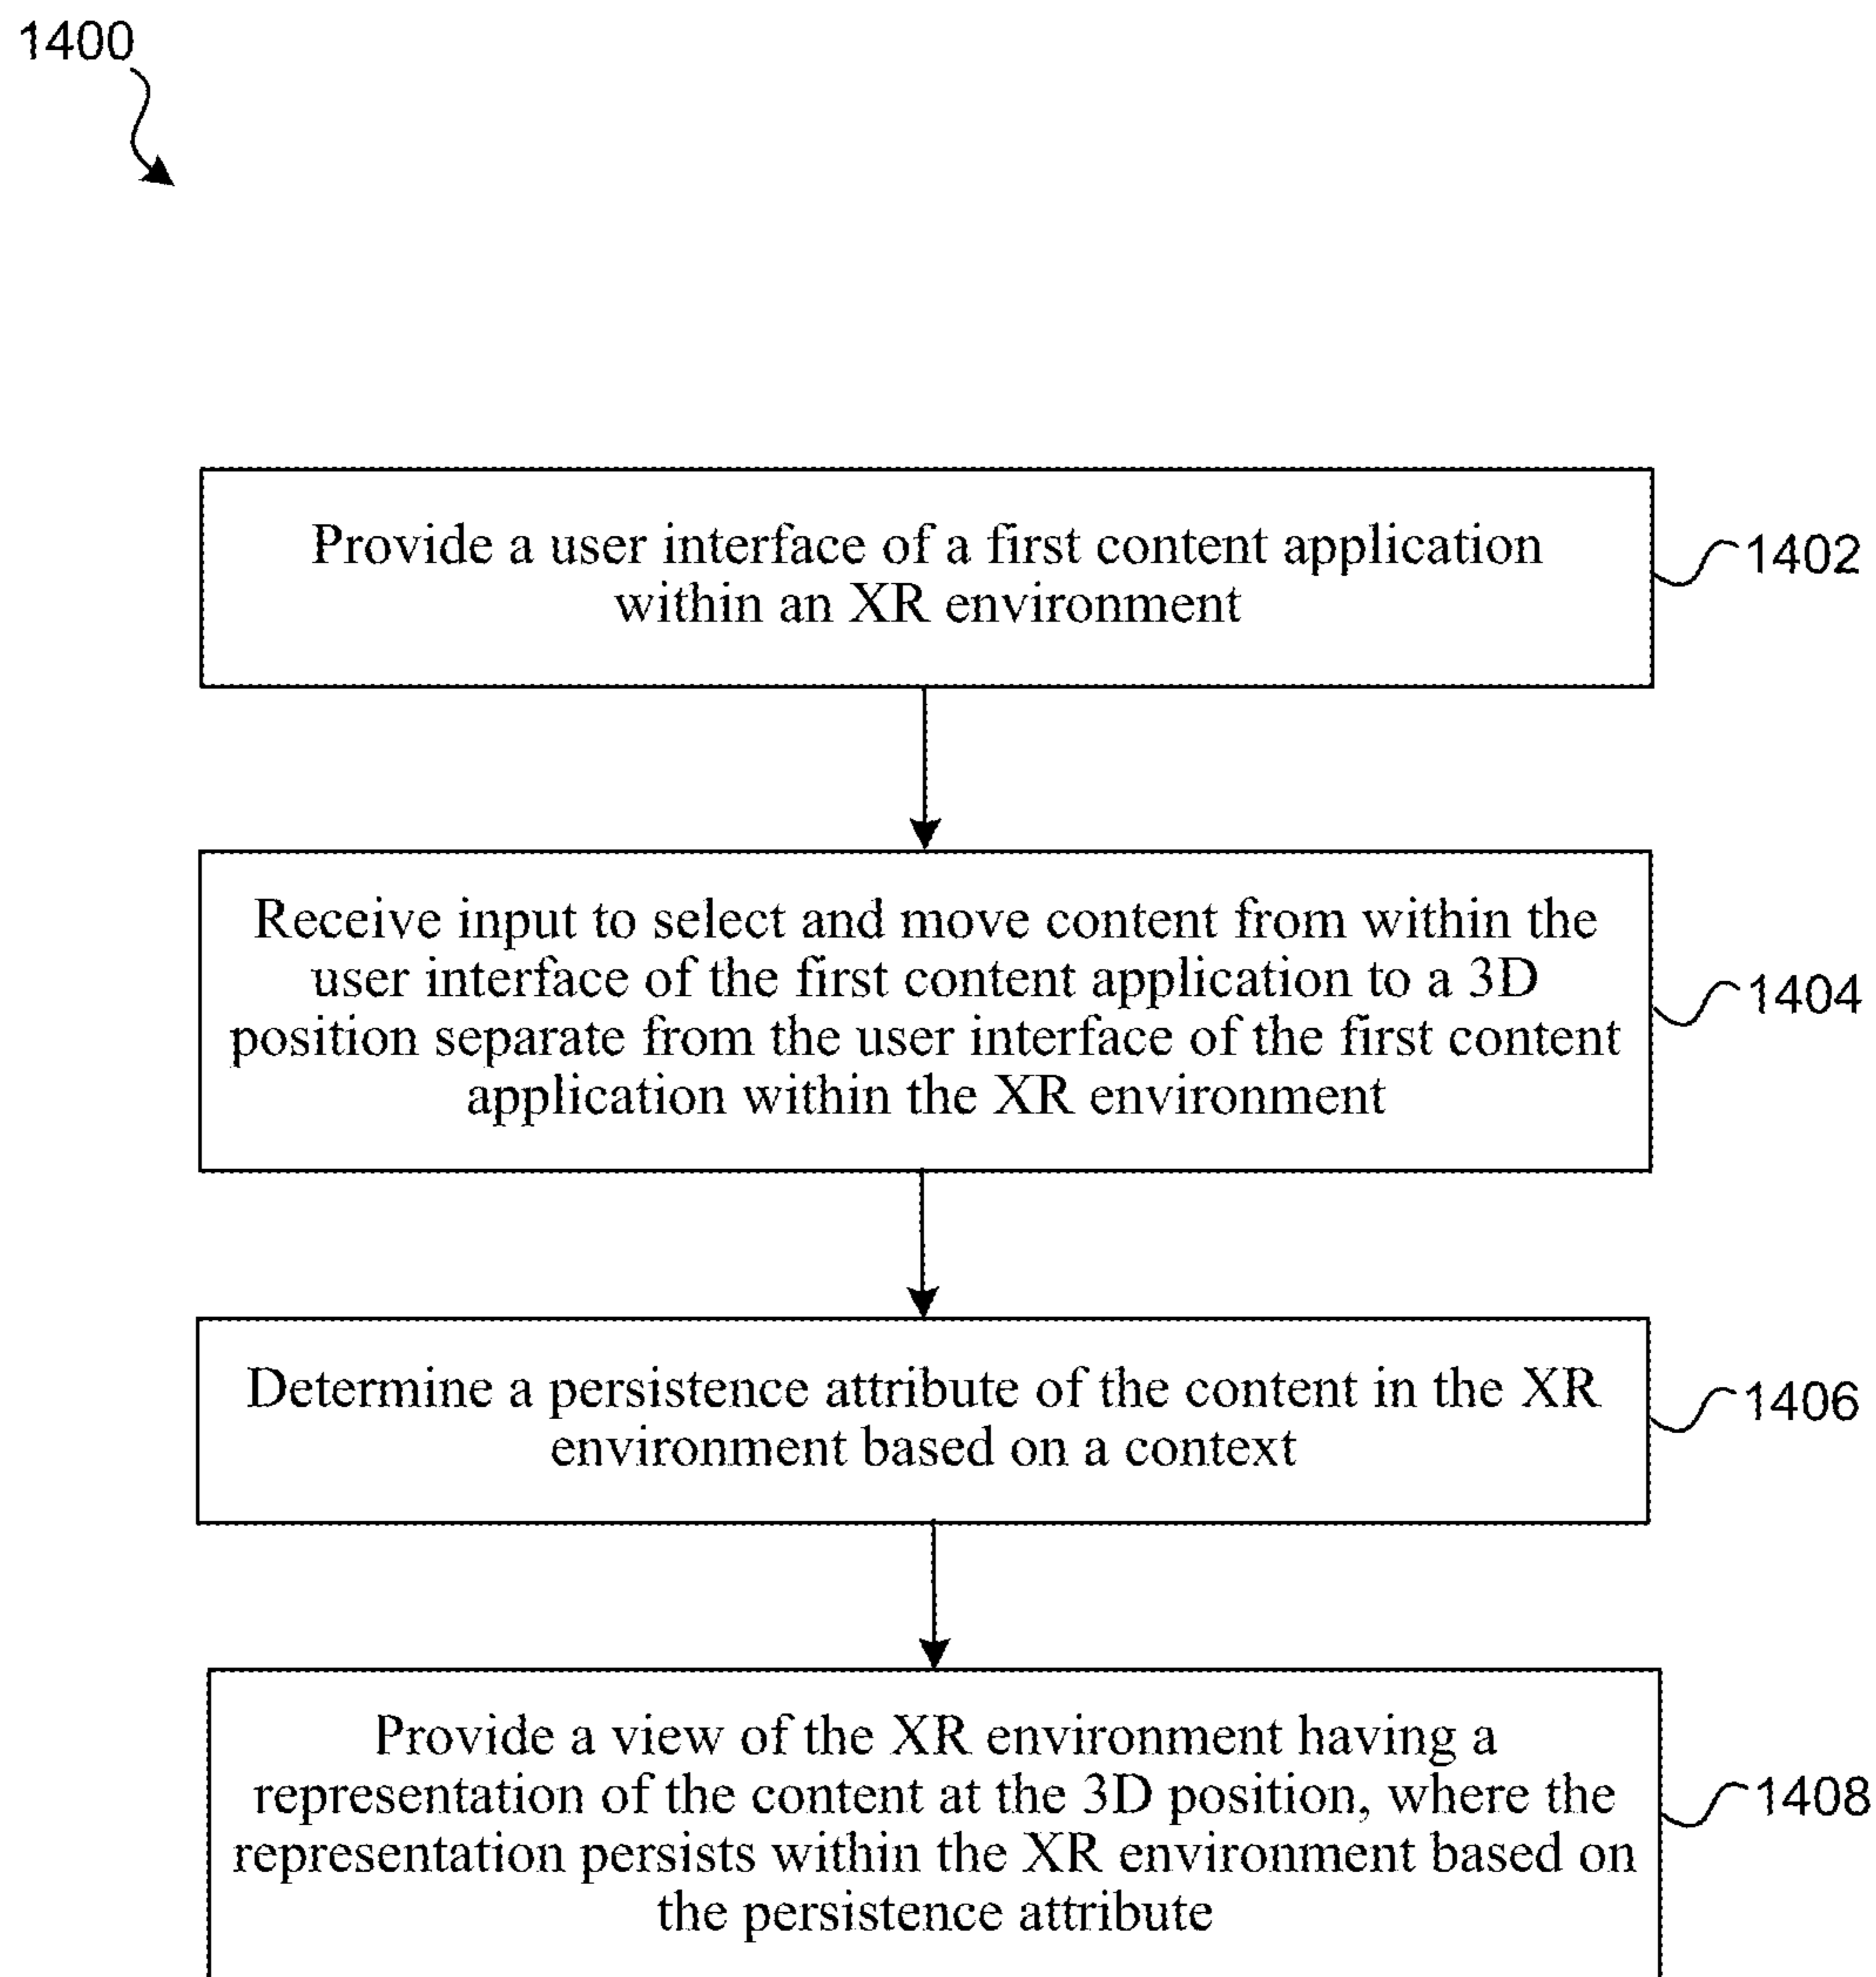 1400
Provide a user interface of a first content application
within an XR environment
1402
Receive input to select and move content from within the
user interface of the first content application to a 3D
position separate from the user interface of the first content
application within the XR environment
1404
Determine a persistence attribute of the content in the XR
environment based on a context
1406
Provide a view of the XR environment having a
representation of the content at the 3D position, where the
representation persists within the XR environment based on
the persistence attribute
1408